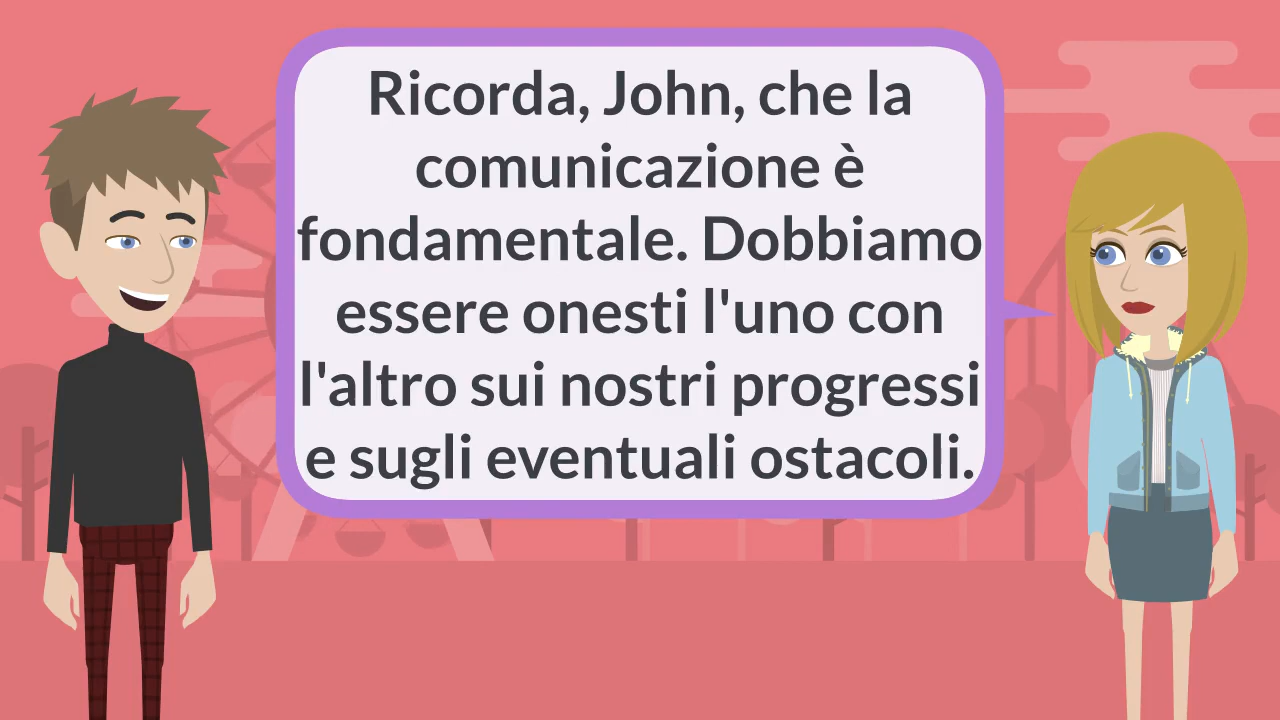 Ricorda, John, che la
comunicazione è
fondamentale. Dobbiamo
essere onesti l'uno con
l'altro sui nostri progressi
e sugli eventuali ostacoli.